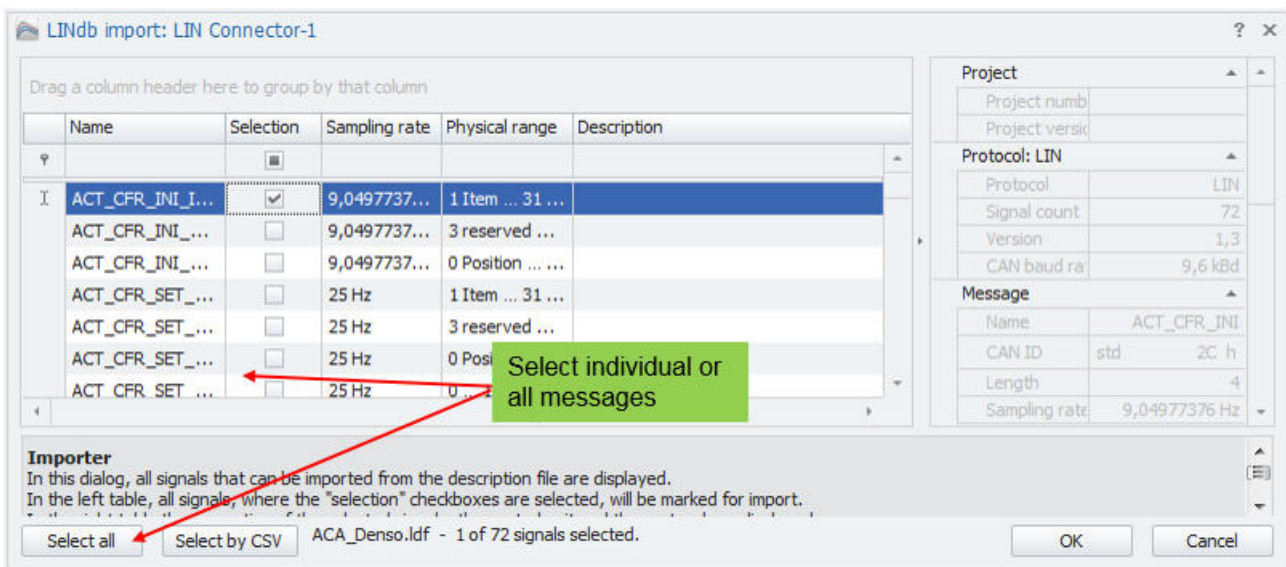 LINdb import: LIN Connector-1
? X
Drag a column header here to group by that column
Name Selection Sampling rate Physical range Description
ACT_CFR_INI_I... 9,0497737... 1 Item ... 31 ...
ACT_CFR_INI_... 9,0497737... 3 reserved ...
ACT_CFR_INI_... 9,0497737... 0 Position ... ...
ACT_CFR_SET_... 25 Hz 1 Item ... 31 ...
ACT_CFR_SET_... 25 Hz 3 reserved ...
ACT_CFR_SET_... 25 Hz 0 Posi
ACT_CFR_SET_... 25 Hz 0 ...
Select individual or
all messages
Project
Project numb
Project versic
Protocol: LIN
Protocol LIN
Signal count 72
Version 1,3
CAN baud ra 9,6 kBd
Message
Name ACT_CFR_INI
CAN ID std 2C h
Length 4
Sampling rate 9,04977376 Hz
Importer
In this dialog, all signals that can be imported from the description file are displayed.
In the left table, all signals, where the "selection" checkboxes are selected, will be marked for import.
Select all Select by CSV ACA_Denso.ldf - 1 of 72 signals selected. OK Cancel